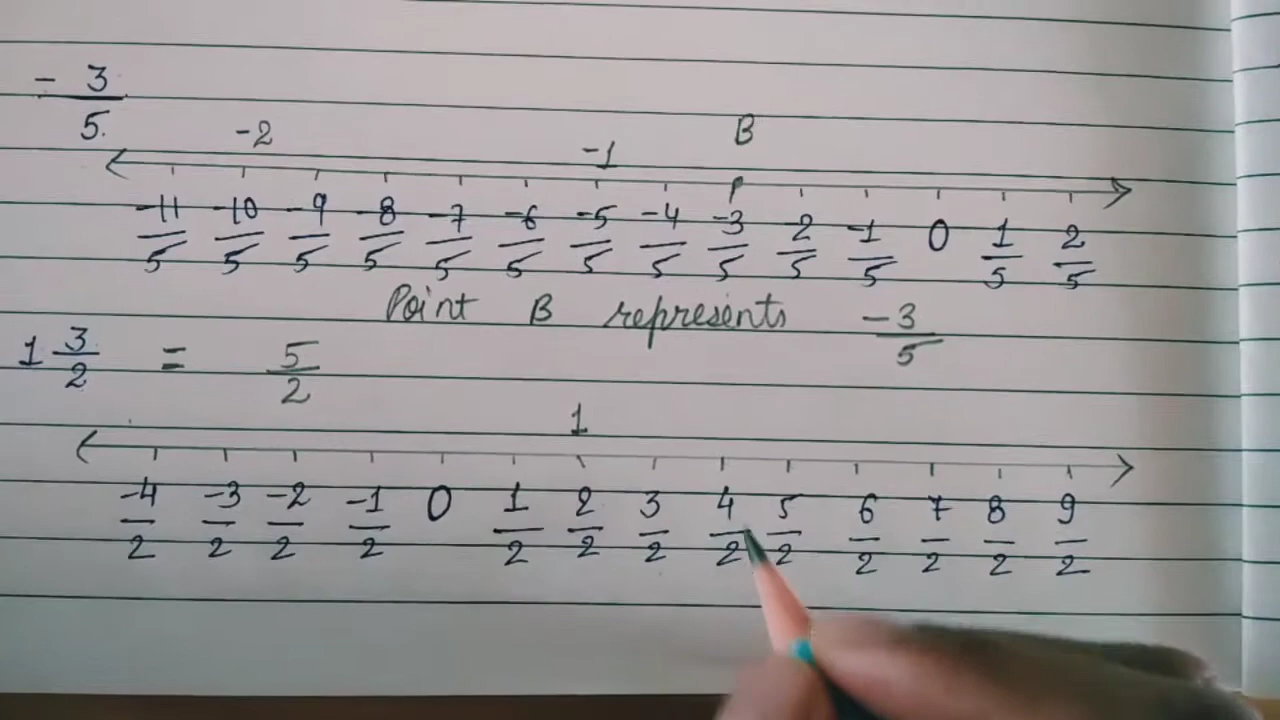 - 3/5
-2 -1 B
-11/5 -10/5 -9/5 -8/5 -7/5 -6/5 -5/5 -4/5 -3/5 -2/5 -1/5 0 1/5 2/5
Point B represents -3/5
1 3/2 = 5/2
1
-4/2 -3/2 -2/2 -1/2 0 1/2 2/2 3/2 4/2 5/2 6/2 7/2 8/2 9/2